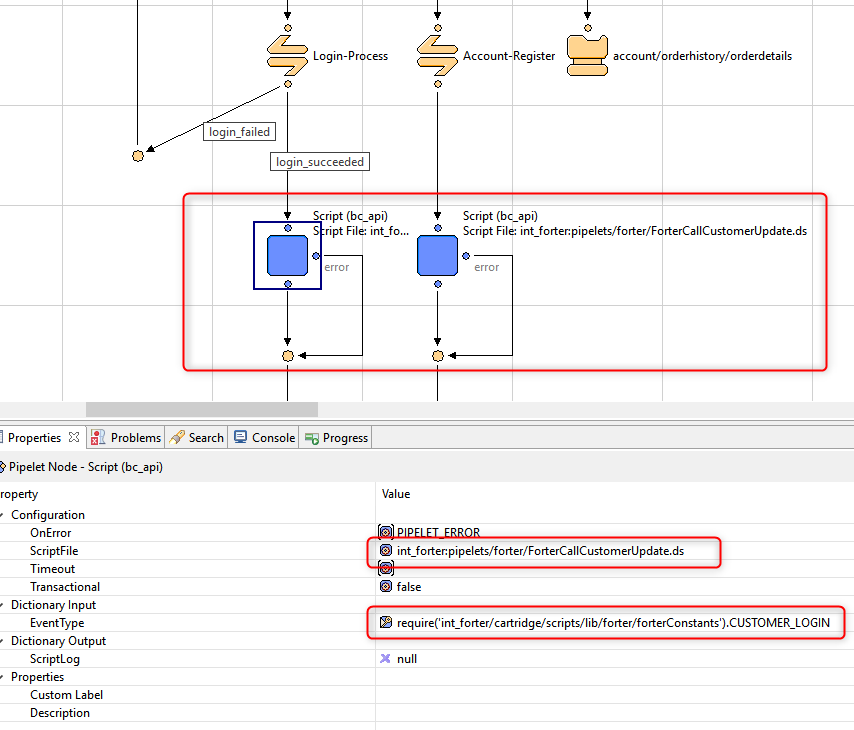 Login-Process
Account-Register
account/orderhistory/orderdetails
login_failed
login_succeeded
Script (bc_api)
Script File: int_fo...
error
Script (bc_api)
Script File: int_forter:pipelets/forter/ForterCallCustomerUpdate.ds
error
Properties
Problems
Search
Console
Progress
Pipelet Node - Script (bc_api)
roperty Value
Configuration
OnError PIPELET_ERROR
ScriptFile int_forter:pipelets/forter/ForterCallCustomerUpdate.ds
Timeout
Transactional false
Dictionary Input
EventType require('int_forter/cartridge/scripts/lib/forter/forterConstants').CUSTOMER_LOGIN
Dictionary Output
ScriptLog null
Properties
Custom Label
Description